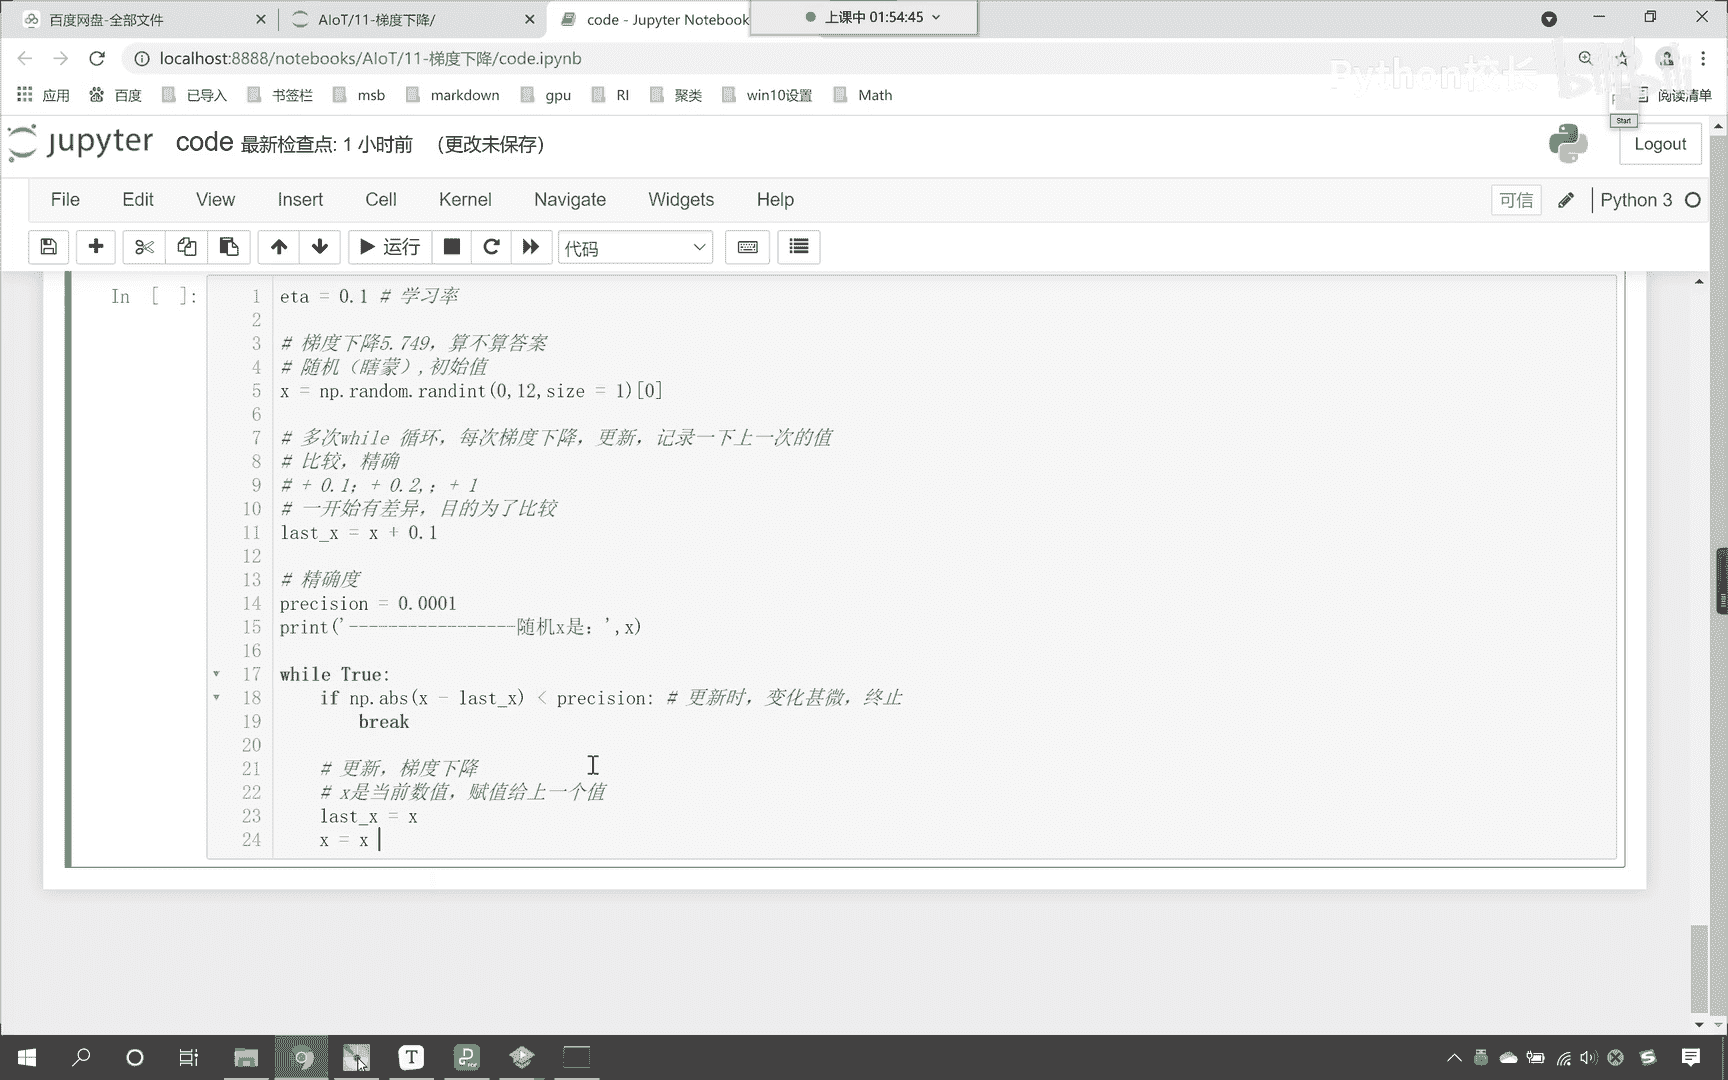 百度网盘-全部文件
AIoT/11-梯度下降/
code - Jupyter Notebook
上课中 01:54:45
localhost:8888/notebooks/AIoT/11-梯度下降/code.ipynb
Python校长
应用 百度 已导入 书签栏 msb markdown gpu RI 聚类 win10设置 Math 阅读清单
Start
jupyter code 最新检查点: 1 小时前 (更改未保存)
Logout
File Edit View Insert Cell Kernel Navigate Widgets Help 可信 Python 3
运行 代码
In [ ]:
1 eta = 0.1 # 学习率
2
3 # 梯度下降5.749，算不算答案
4 # 随机（瞎蒙）,初始值
5 x = np.random.randint(0,12,size = 1)[0]
6
7 # 多次while 循环，每次梯度下降，更新，记录一下上一次的值
8 # 比较，精确
9 # + 0.1；+ 0.2,；+ 1
10 # 一开始有差异，目的为了比较
11 last_x = x + 0.1
12
13 # 精确度
14 precision = 0.0001
15 print('-----------------随机x是：',x)
16
17 while True:
18 if np.abs(x - last_x) < precision: # 更新时，变化甚微，终止
19 break
20
21 # 更新，梯度下降
22 # x是当前数值，赋值给上一个值
23 last_x = x
24 x = x